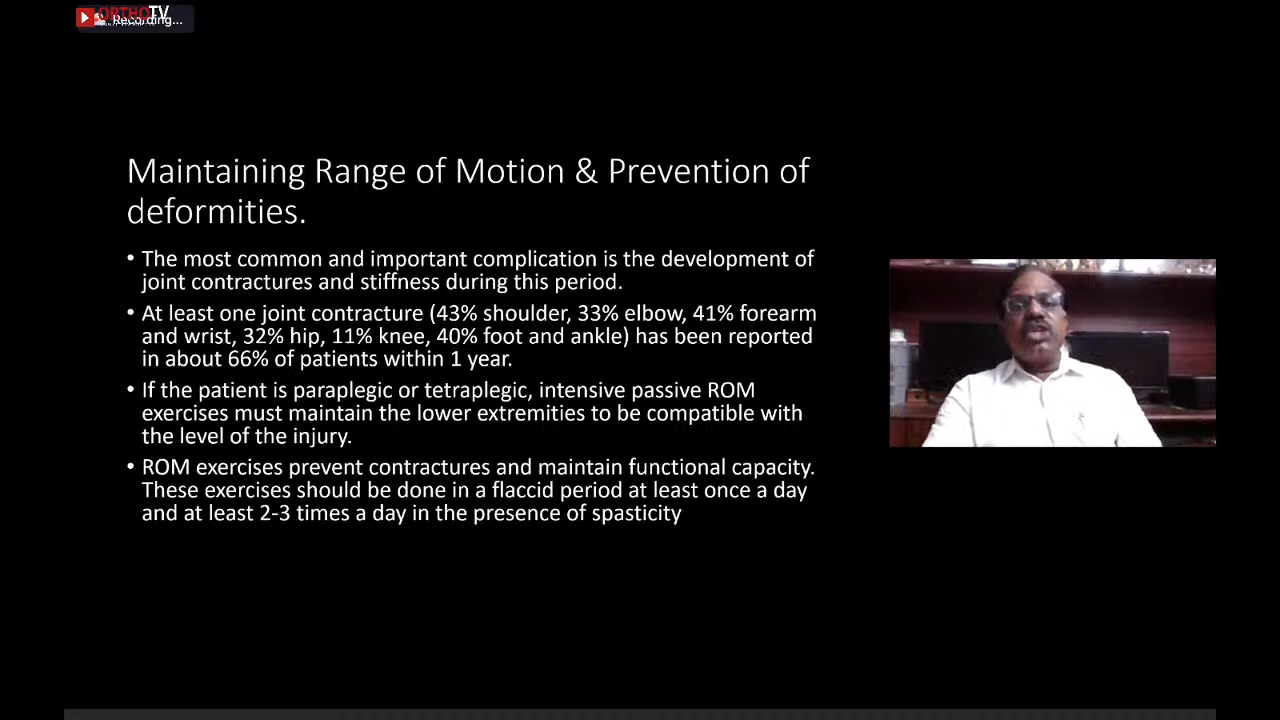 ORTHOTV
Recording...
Maintaining Range of Motion & Prevention of
deformities.
• The most common and important complication is the development of
joint contractures and stiffness during this period.
• At least one joint contracture (43% shoulder, 33% elbow, 41% forearm
and wrist, 32% hip, 11% knee, 40% foot and ankle) has been reported
in about 66% of patients within 1 year.
• If the patient is paraplegic or tetraplegic, intensive passive ROM
exercises must maintain the lower extremities to be compatible with
the level of the injury.
• ROM exercises prevent contractures and maintain functional capacity.
These exercises should be done in a flaccid period at least once a day
and at least 2-3 times a day in the presence of spasticity